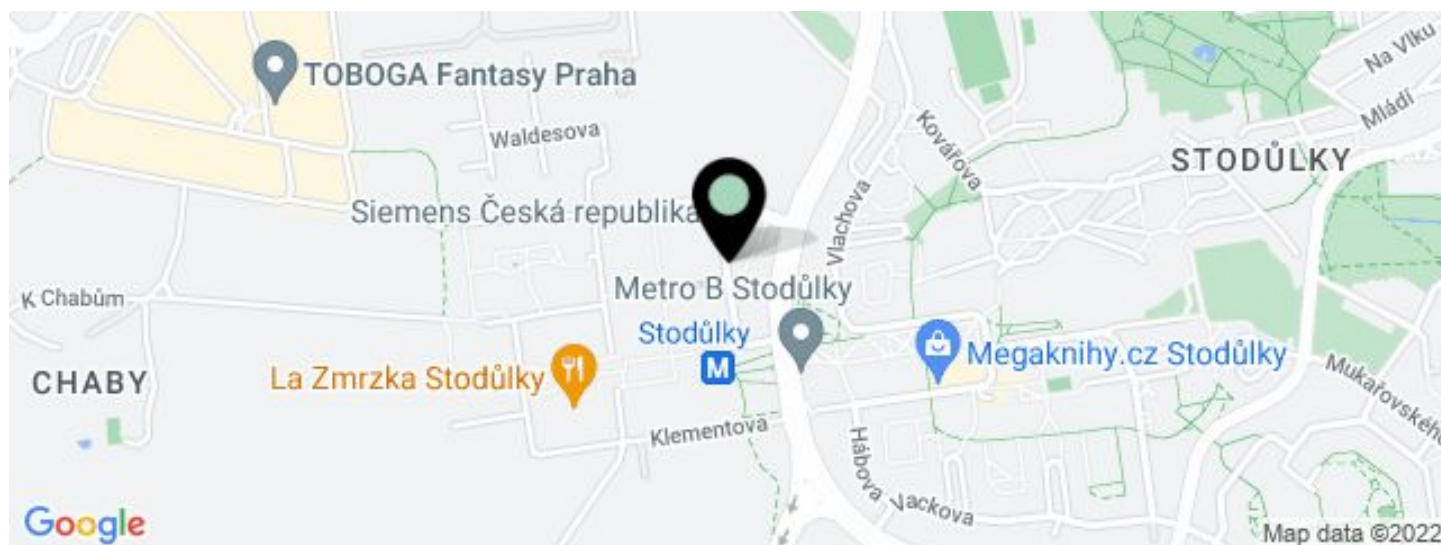 Na Vlku
TOBOGA Fantasy Praha
Mládí
Waldesova
Kovářova
STODŮLKY
Vlachova
Siemens Česká republika
Metro B Stodůlky
K Chabům
Stodůlky
M
Megaknihy.cz Stodůlky
La Zmrzka Stodůlky
CHABY
Mukařovského
Klementova
Hábova
Vackova
Google
Map data ©2022